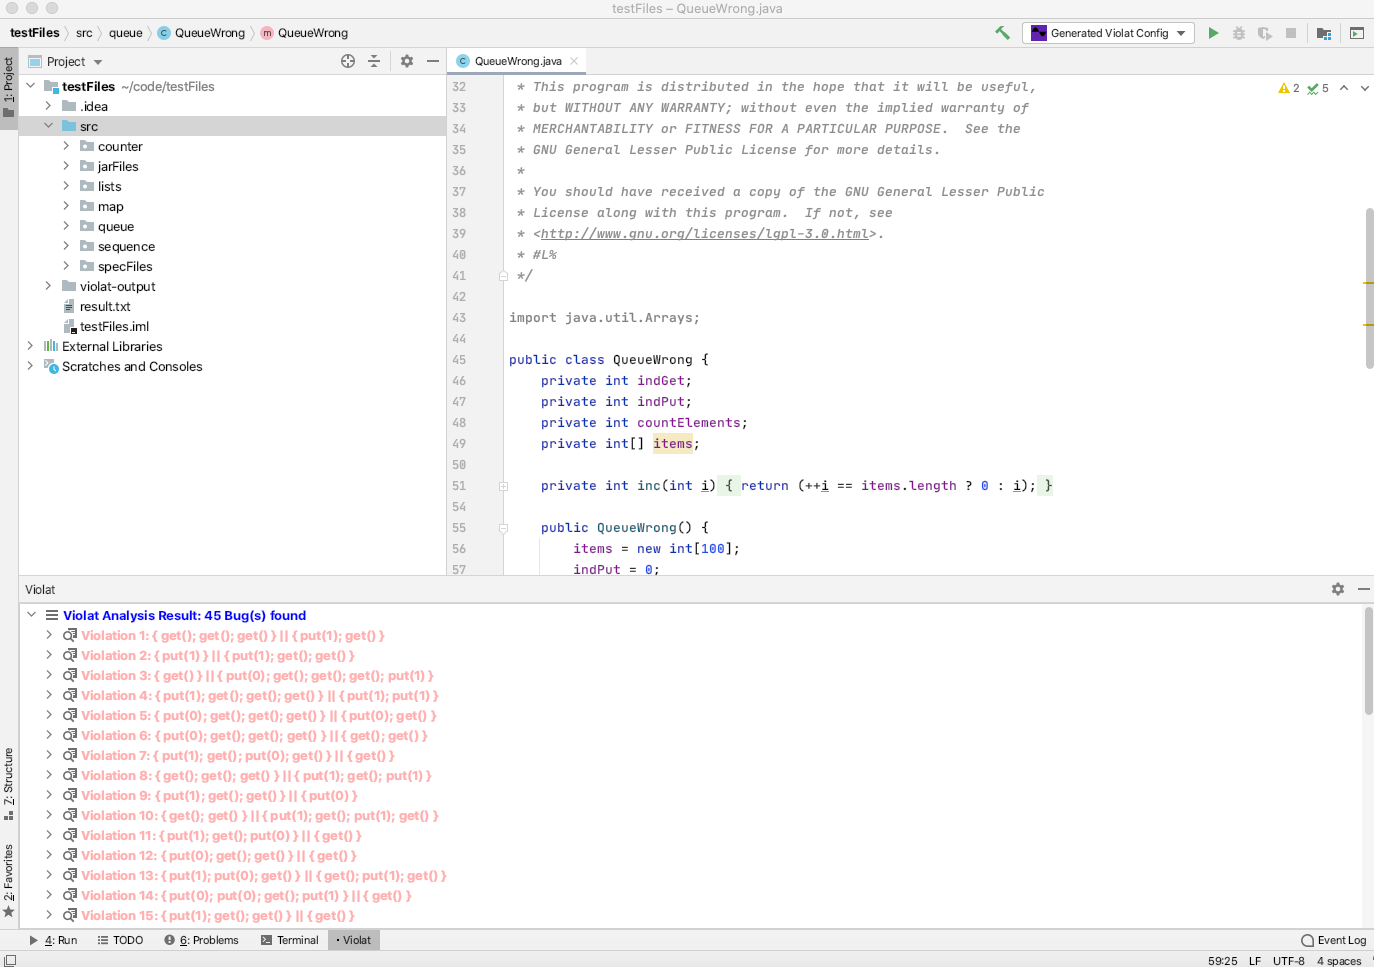 testFiles – QueueWrong.java
testFiles src queue C QueueWrong m QueueWrong
Generated Violat Config
1: Project
Project
QueueWrong.java
testFiles ~/code/testFiles
.idea
src
counter
jarFiles
lists
map
queue
sequence
specFiles
violat-output
result.txt
testFiles.iml
External Libraries
Scratches and Consoles
2 5
32 * This program is distributed in the hope that it will be useful,
33 * but WITHOUT ANY WARRANTY; without even the implied warranty of
34 * MERCHANTABILITY or FITNESS FOR A PARTICULAR PURPOSE.  See the
35 * GNU General Lesser Public License for more details.
36 *
37 * You should have received a copy of the GNU General Lesser Public
38 * License along with this program.  If not, see
39 * <http://www.gnu.org/licenses/lgpl-3.0.html>.
40 * #L%
41 */
42
43 import java.util.Arrays;
44
45 public class QueueWrong {
46 private int indGet;
47 private int indPut;
48 private int countElements;
49 private int[] items;
50
51 private int inc(int i) { return (++i == items.length ? 0 : i); }
54
55 public QueueWrong() {
56 items = new int[100];
57 indPut = 0;
Violat
Violat Analysis Result: 45 Bug(s) found
Violation 1: { get(); get(); get() } || { put(1); get() }
Violation 2: { put(1) } || { put(1); get(); get() }
Violation 3: { get() } || { put(0); get(); get(); get(); put(1) }
Violation 4: { put(1); get(); get(); get() } || { put(1); put(1) }
Violation 5: { put(0); get(); get(); get() } || { put(0); get() }
Violation 6: { put(0); get(); get(); get() } || { get(); get() }
Violation 7: { put(1); get(); put(0); get() } || { get() }
Violation 8: { get(); get(); get() } || { put(1); get(); put(1) }
Violation 9: { put(1); get(); get() } || { put(0) }
Violation 10: { get(); get() } || { put(1); get(); put(1); get() }
Violation 11: { put(1); get(); put(0) } || { get() }
Violation 12: { put(0); get(); get() } || { get() }
Violation 13: { put(1); put(0); get() } || { get(); put(1); get() }
Violation 14: { put(0); put(0); get(); put(1) } || { get() }
Violation 15: { put(1); get(); get() } || { get() }
7: Structure
2: Favorites
4: Run TODO 6: Problems Terminal Violat Event Log
59:25 LF UTF-8 4 spaces